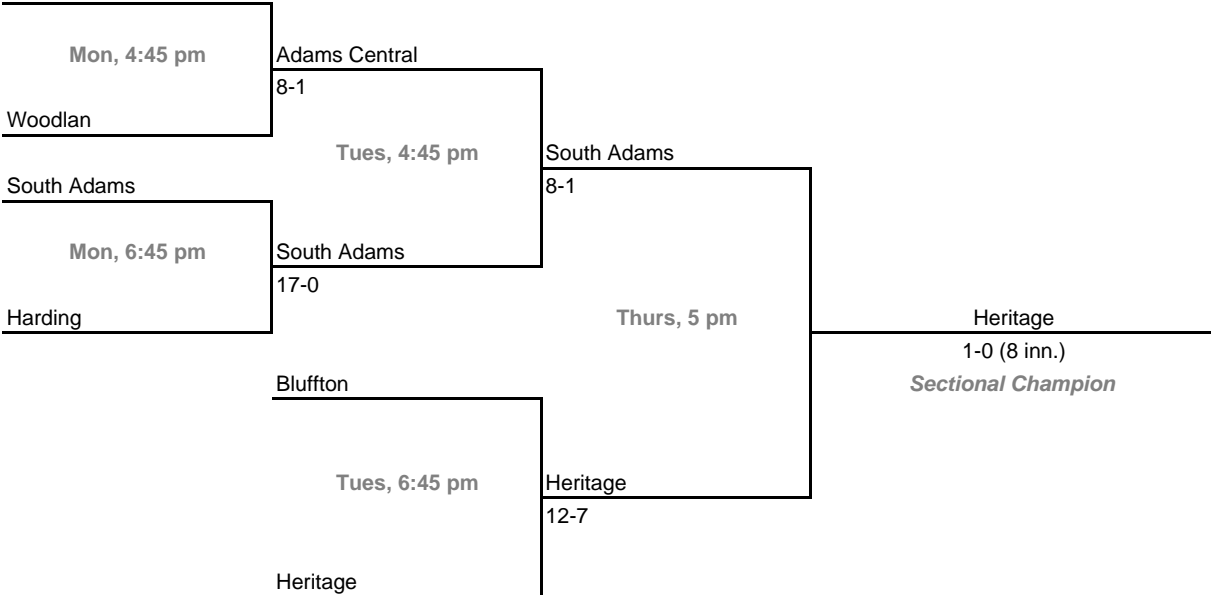 Mon, 4:45 pm
Adams Central
8-1
Woodlan
Tues, 4:45 pm
South Adams
South Adams
8-1
Mon, 6:45 pm
South Adams
17-0
Harding
Thurs, 5 pm
Heritage
1-0 (8 inn.)
Bluffton
Sectional Champion
Tues, 6:45 pm
Heritage
12-7
Heritage